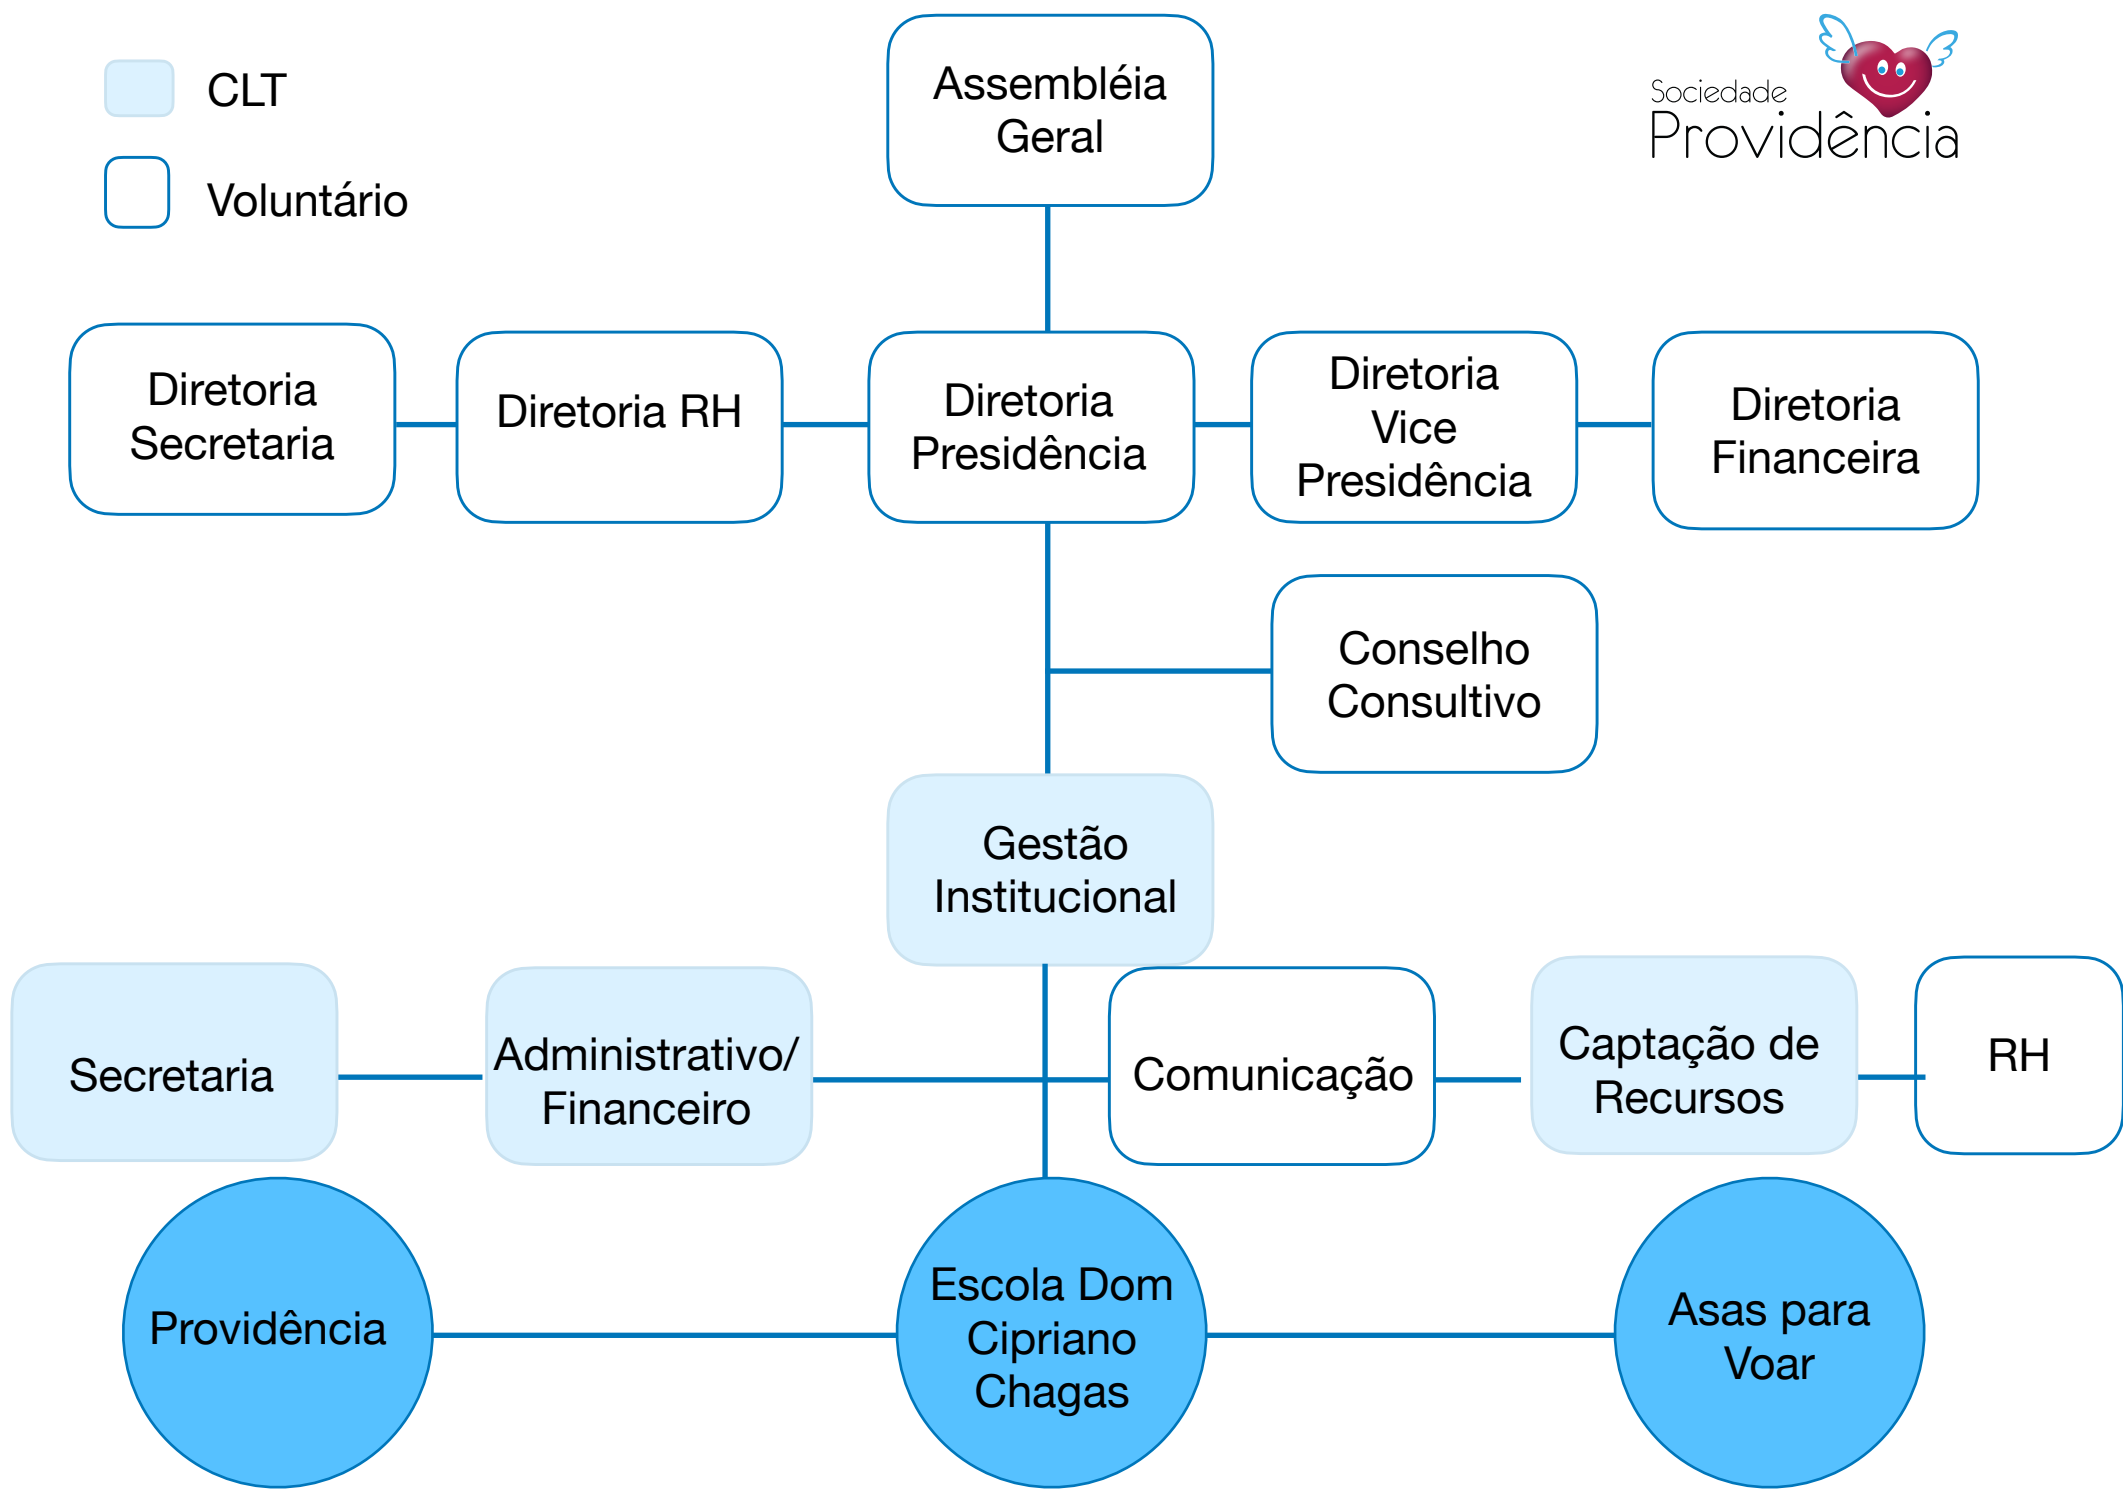 CLT
Voluntário
Assembléia
Geral
Sociedade
Providência
Diretoria
Secretaria
Diretoria RH
Diretoria
Presidência
Diretoria
Vice
Presidência
Diretoria
Financeira
Conselho
Consultivo
Gestão
Institucional
Secretaria
Administrativo/
Financeiro
Comunicação
Captação de
Recursos
RH
Providência
Escola Dom
Cipriano
Chagas
Asas para
Voar